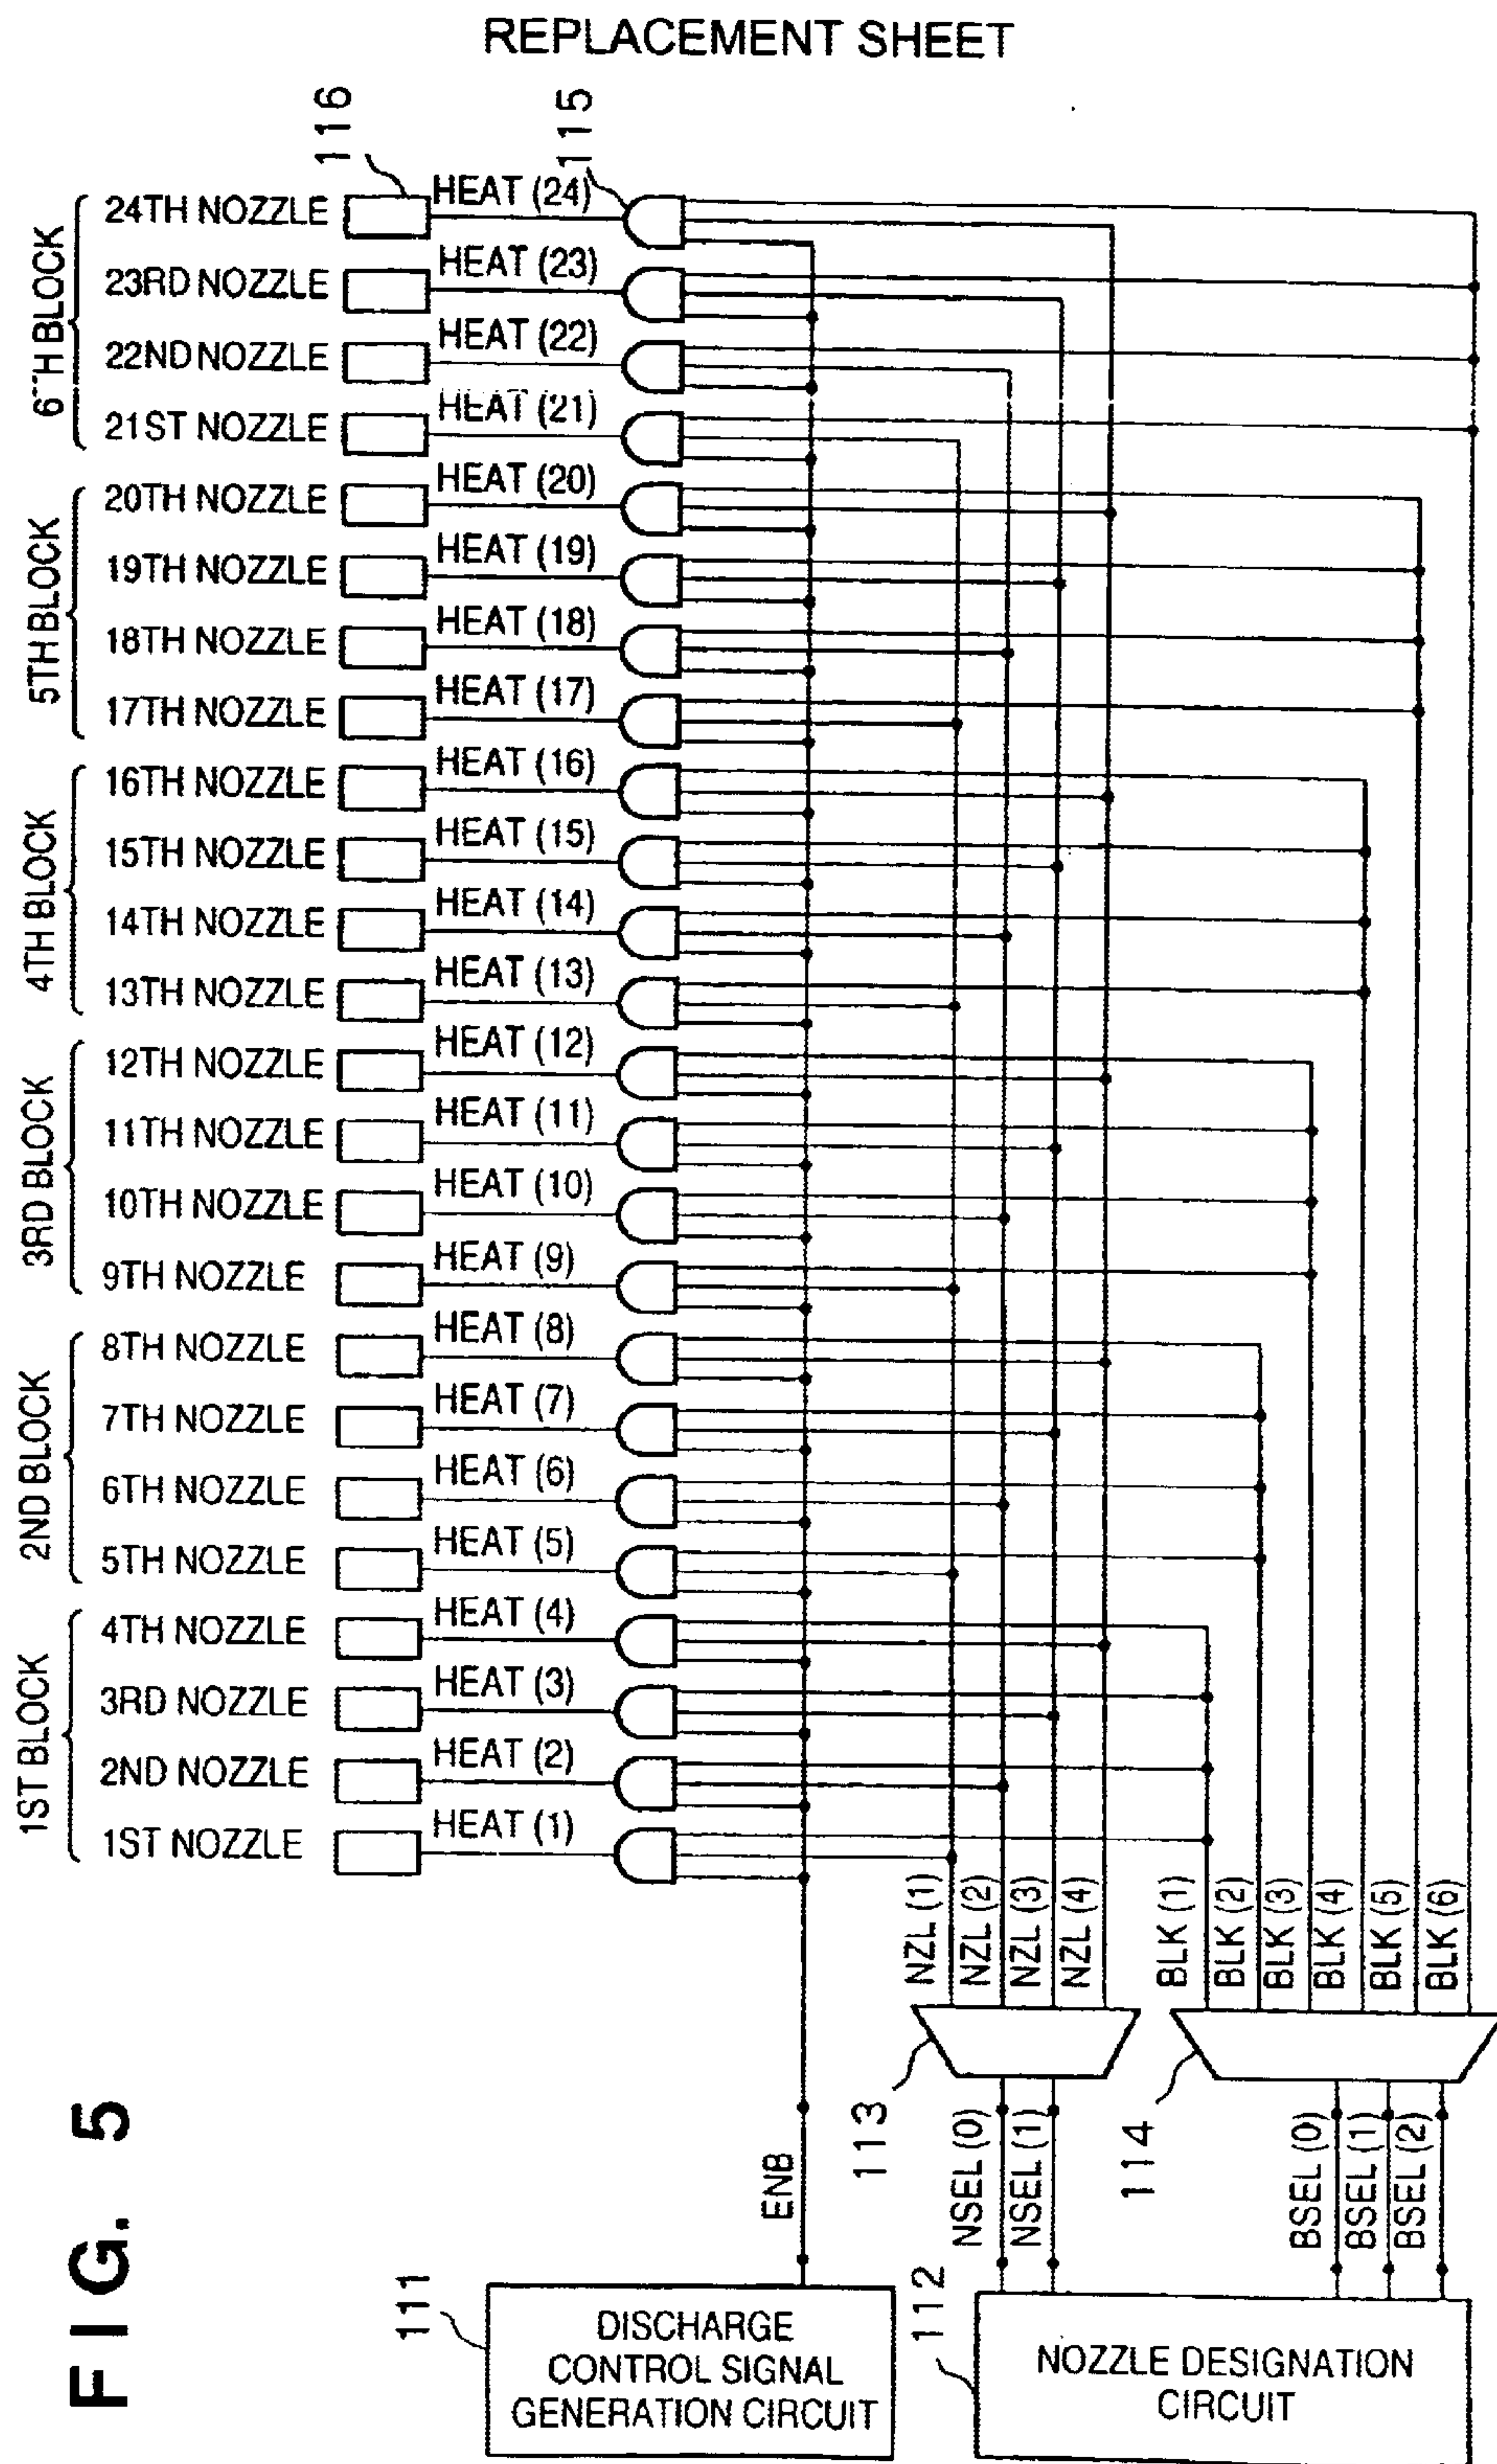 REPLACEMENT SHEET
FIG. 5
116
115
6TH BLOCK
24TH NOZZLE HEAT (24)
23RD NOZZLE HEAT (23)
22ND NOZZLE HEAT (22)
21ST NOZZLE HEAT (21)
5TH BLOCK
20TH NOZZLE HEAT (20)
19TH NOZZLE HEAT (19)
18TH NOZZLE HEAT (18)
17TH NOZZLE HEAT (17)
4TH BLOCK
16TH NOZZLE HEAT (16)
15TH NOZZLE HEAT (15)
14TH NOZZLE HEAT (14)
13TH NOZZLE HEAT (13)
3RD BLOCK
12TH NOZZLE HEAT (12)
11TH NOZZLE HEAT (11)
10TH NOZZLE HEAT (10)
9TH NOZZLE HEAT (9)
2ND BLOCK
8TH NOZZLE HEAT (8)
7TH NOZZLE HEAT (7)
6TH NOZZLE HEAT (6)
5TH NOZZLE HEAT (5)
1ST BLOCK
4TH NOZZLE HEAT (4)
3RD NOZZLE HEAT (3)
2ND NOZZLE HEAT (2)
1ST NOZZLE HEAT (1)
NZL (1)
NZL (2)
NZL (3)
NZL (4)
BLK (1)
BLK (2)
BLK (3)
BLK (4)
BLK (5)
BLK (6)
113
114
ENB
NSEL (0)
NSEL (1)
BSEL (0)
BSEL (1)
BSEL (2)
111
DISCHARGE
CONTROL SIGNAL
GENERATION CIRCUIT
112
NOZZLE DESIGNATION
CIRCUIT